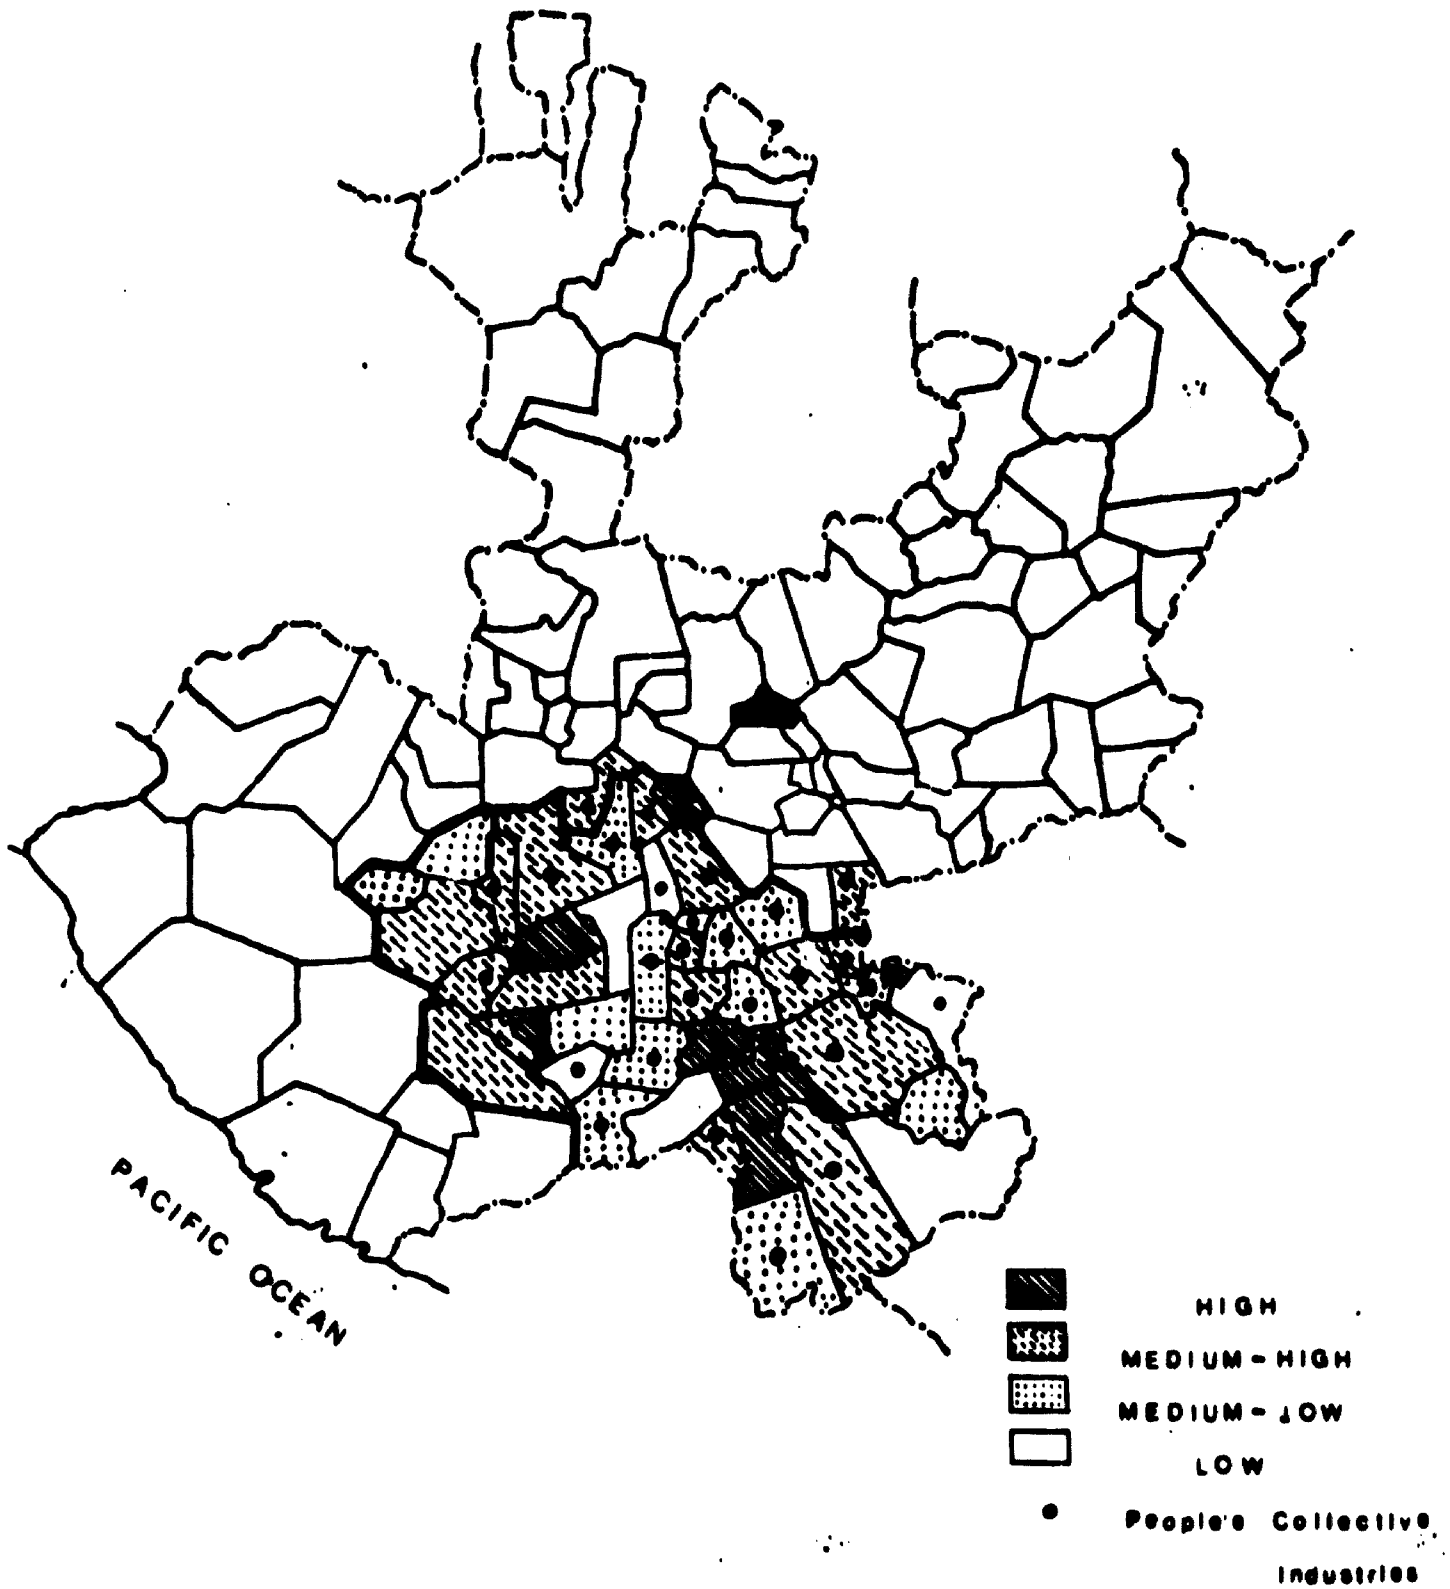 PACIFIC OCEAN
HIGH
MEDIUM-HIGH
MEDIUM-LOW
LOW
People's Collective
Industries